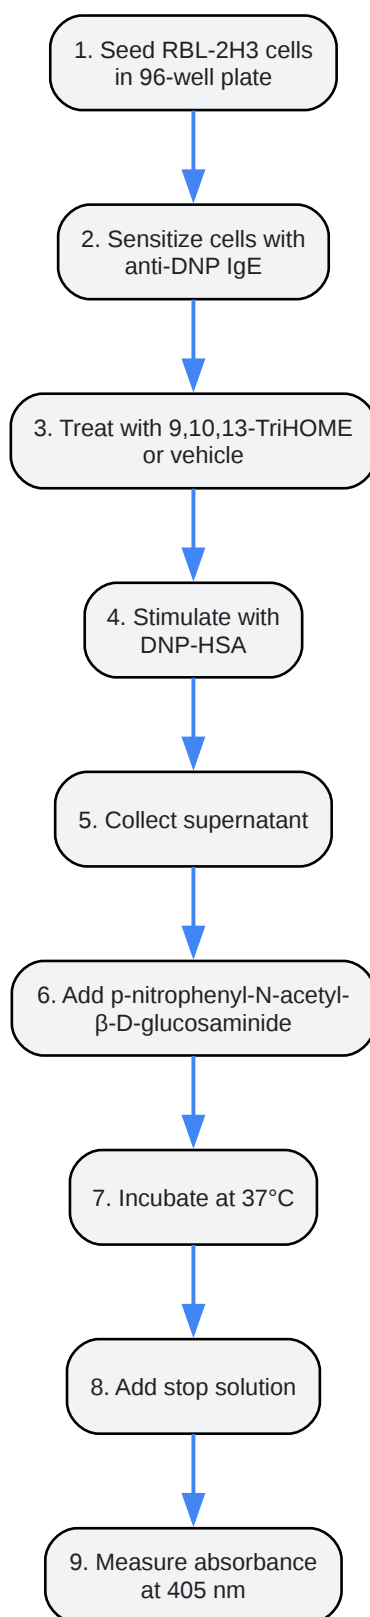 1. Seed RBL-2H3 cells
in 96-well plate
2. Sensitize cells with
anti-DNP IgE
3. Treat with 9,10,13-TriHOME
or vehicle
4. Stimulate with
DNP-HSA
5. Collect supernatant
6. Add p-nitrophenyl-N-acetyl-
β-D-glucosaminide
7. Incubate at 37°C
8. Add stop solution
9. Measure absorbance
at 405 nm